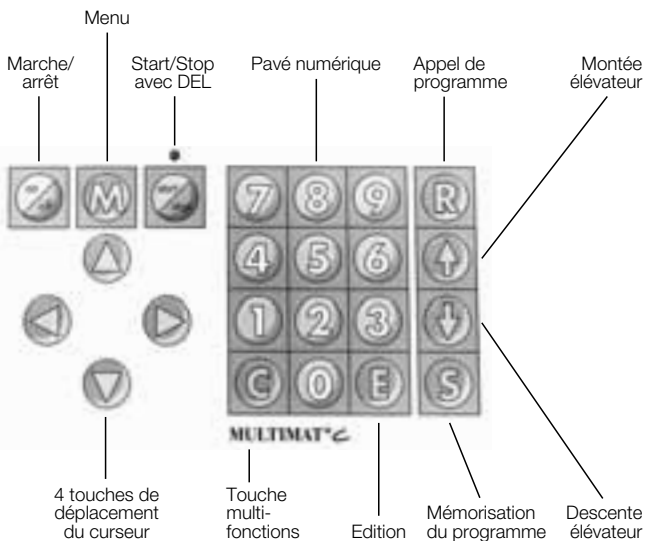 Menu
Marche/
arrêt
Start/Stop
avec DEL
Pavé numérique
Appel de
programme
Montée
élévateur
M
7 8 9 R
4 5 6
1 2 3
C 0 E S
MULTIMAT®C
4 touches de
déplacement
du curseur
Touche
multi-
fonctions
Edition
Mémorisation
du programme
Descente
élévateur